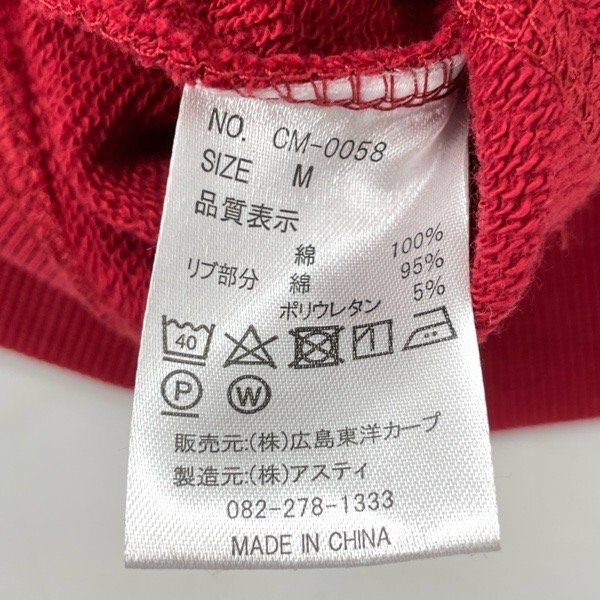 NO. CM-0058
SIZE M
品質表示
綿 100%
リブ部分 綿 95%
ポリウレタン 5%
40
P W
販売元:(株)広島東洋カープ
製造元:(株)アスティ
082-278-1333
MADE IN CHINA